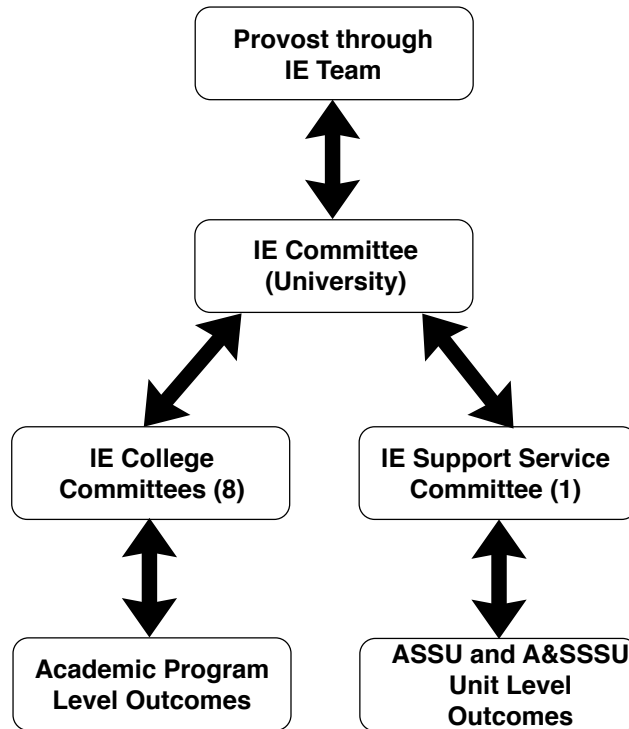 Provost through
IE Team
IE Committee
(University)
IE College
Committees (8)
IE Support Service
Committee (1)
Academic Program
Level Outcomes
ASSU and A&SSSU
Unit Level
Outcomes